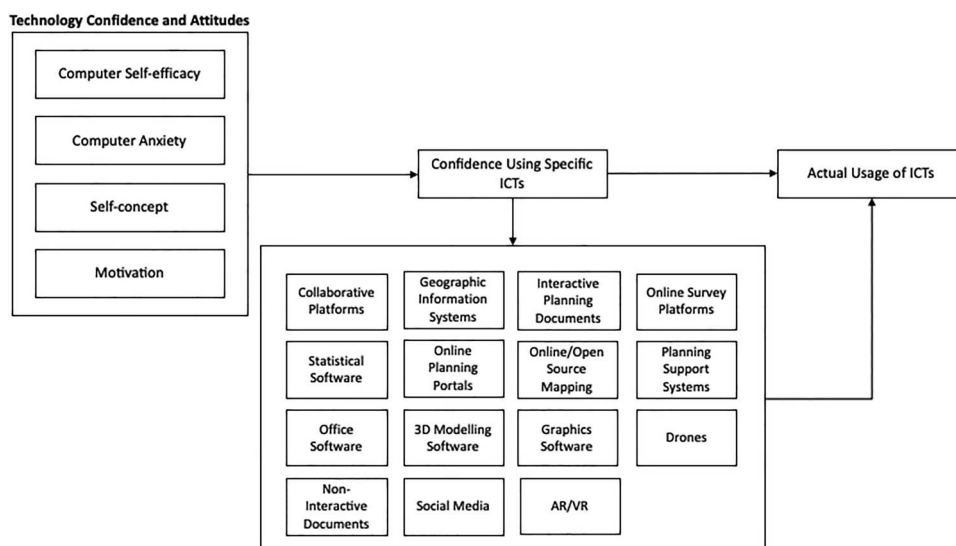 Technology Confidence and Attitudes
Computer Self-efficacy
Computer Anxiety
Self-concept
Motivation
Confidence Using Specific
ICTs
Actual Usage of ICTs
Collaborative
Platforms
Geographic
Information
Systems
Interactive
Planning
Documents
Online Survey
Platforms
Statistical
Software
Online
Planning
Portals
Online/Open
Source
Mapping
Planning
Support
Systems
Office
Software
3D Modelling
Software
Graphics
Software
Drones
Non-
Interactive
Documents
Social Media
AR/VR